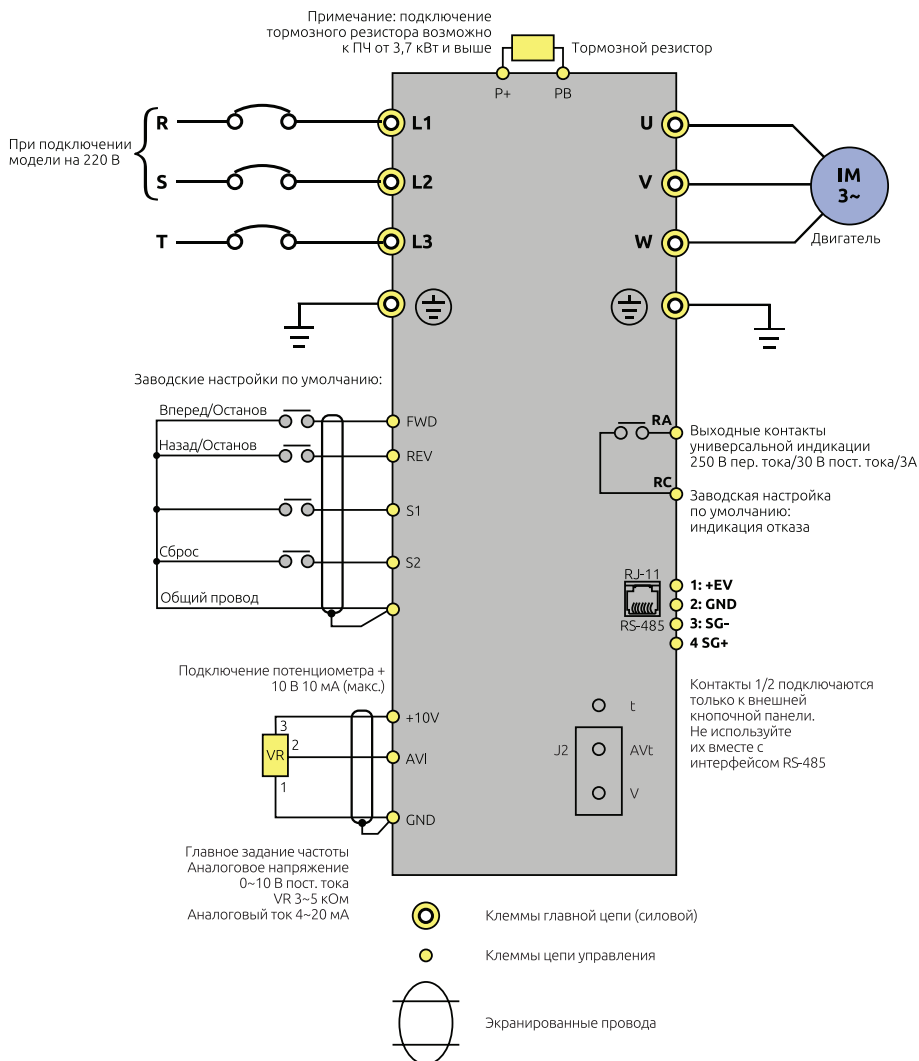 Примечание: подключение
тормозного резистора возможно
к ПЧ от 3,7 кВт и выше
Тормозной резистор
P+
PB
При подключении
модели на 220 В
R
S
T
L1
L2
L3
U
V
W
IM
3~
Двигатель
Заводские настройки по умолчанию:
Вперед/Останов
Назад/Останов
Сброс
Общий провод
FWD
REV
S1
S2
RA
RC
Выходные контакты
универсальной индикации
250 В пер. тока/30 В пост. тока/3А
Заводская настройка
по умолчанию:
индикация отказа
RJ-11
RS-485
1: +EV
2: GND
3: SG-
4 SG+
Контакты 1/2 подключаются
только к внешней
кнопочной панели.
Не используйте
их вместе с
интерфейсом RS-485
Подключение потенциометра +
10 В 10 мА (макс.)
3
VR
2
1
+10V
AVI
GND
J2
t
AVt
V
Главное задание частоты
Аналоговое напряжение
0~10 В пост. тока
VR 3~5 кОм
Аналоговый ток 4~20 мА
Клеммы главной цепи (силовой)
Клеммы цепи управления
Экранированные провода